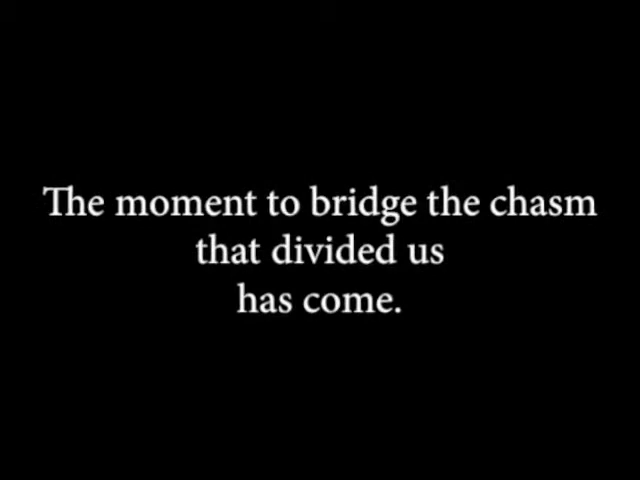 The moment to bridge the chasm
that divided us
has come.